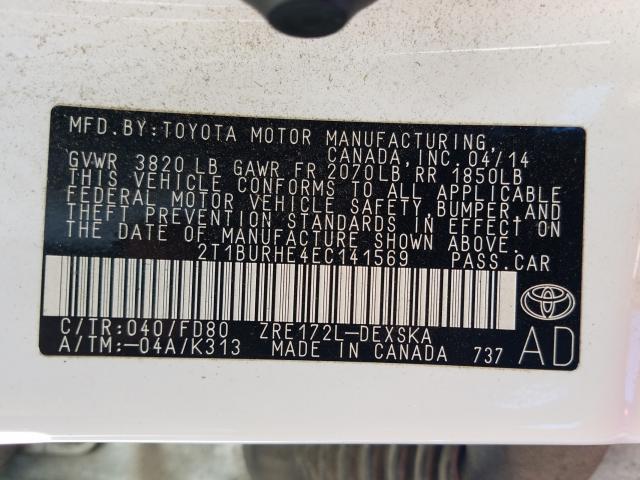 MFD. BY: TOYOTA MOTOR MANUFACTURING,
CANADA, INC. 04/14
GVWR 3820 LB GAWR FR 2070LB, RR 1850LB
THIS VEHICLE CONFORMS TO ALL APPLICABLE
FEDERAL MOTOR VEHICLE SAFETY, BUMPER, AND
THEFT PREVENTION STANDARDS IN EFFECT ON
THE DATE OF MANUFACTURE SHOWN ABOVE.
2T1BURHE4EC141569 PASS. CAR
C/TR: 040/FD80 ZRE172L-DEXSKA
A/TM: -04A/K313 MADE IN CANADA 737 AD